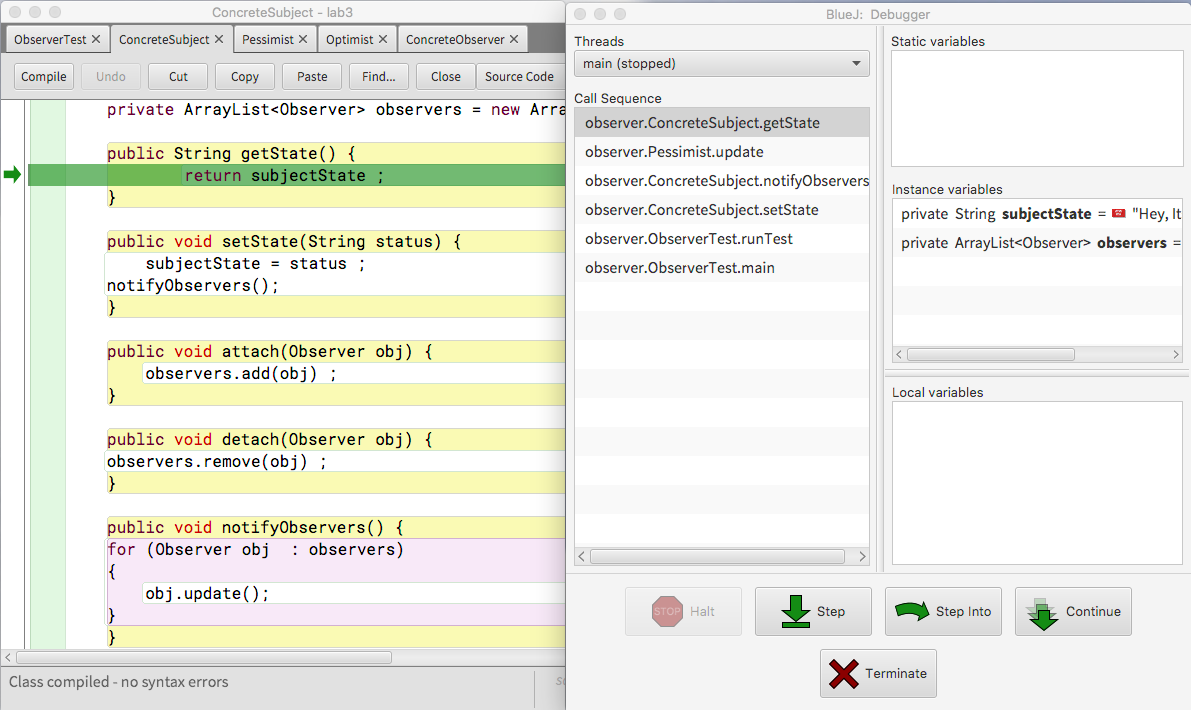 ConcreteSubject - lab3
ObserverTest ✕ ConcreteSubject ✕ Pessimist ✕ Optimist ✕ ConcreteObserver ✕
Compile Undo Cut Copy Paste Find... Close Source Code
private ArrayList<Observer> observers = new Arra
public String getState() {
return subjectState ;
}
public void setState(String status) {
subjectState = status ;
notifyObservers();
}
public void attach(Observer obj) {
observers.add(obj) ;
}
public void detach(Observer obj) {
observers.remove(obj) ;
}
public void notifyObservers() {
for (Observer obj  : observers)
{
obj.update();
}
}
Class compiled - no syntax errors
BlueJ:  Debugger
Threads
main (stopped)
Call Sequence
observer.ConcreteSubject.getState
observer.Pessimist.update
observer.ConcreteSubject.notifyObservers
observer.ConcreteSubject.setState
observer.ObserverTest.runTest
observer.ObserverTest.main
Static variables
Instance variables
private String subjectState = "Hey, It
private ArrayList<Observer> observers =
Local variables
STOP Halt
Step
Step Into
Continue
Terminate